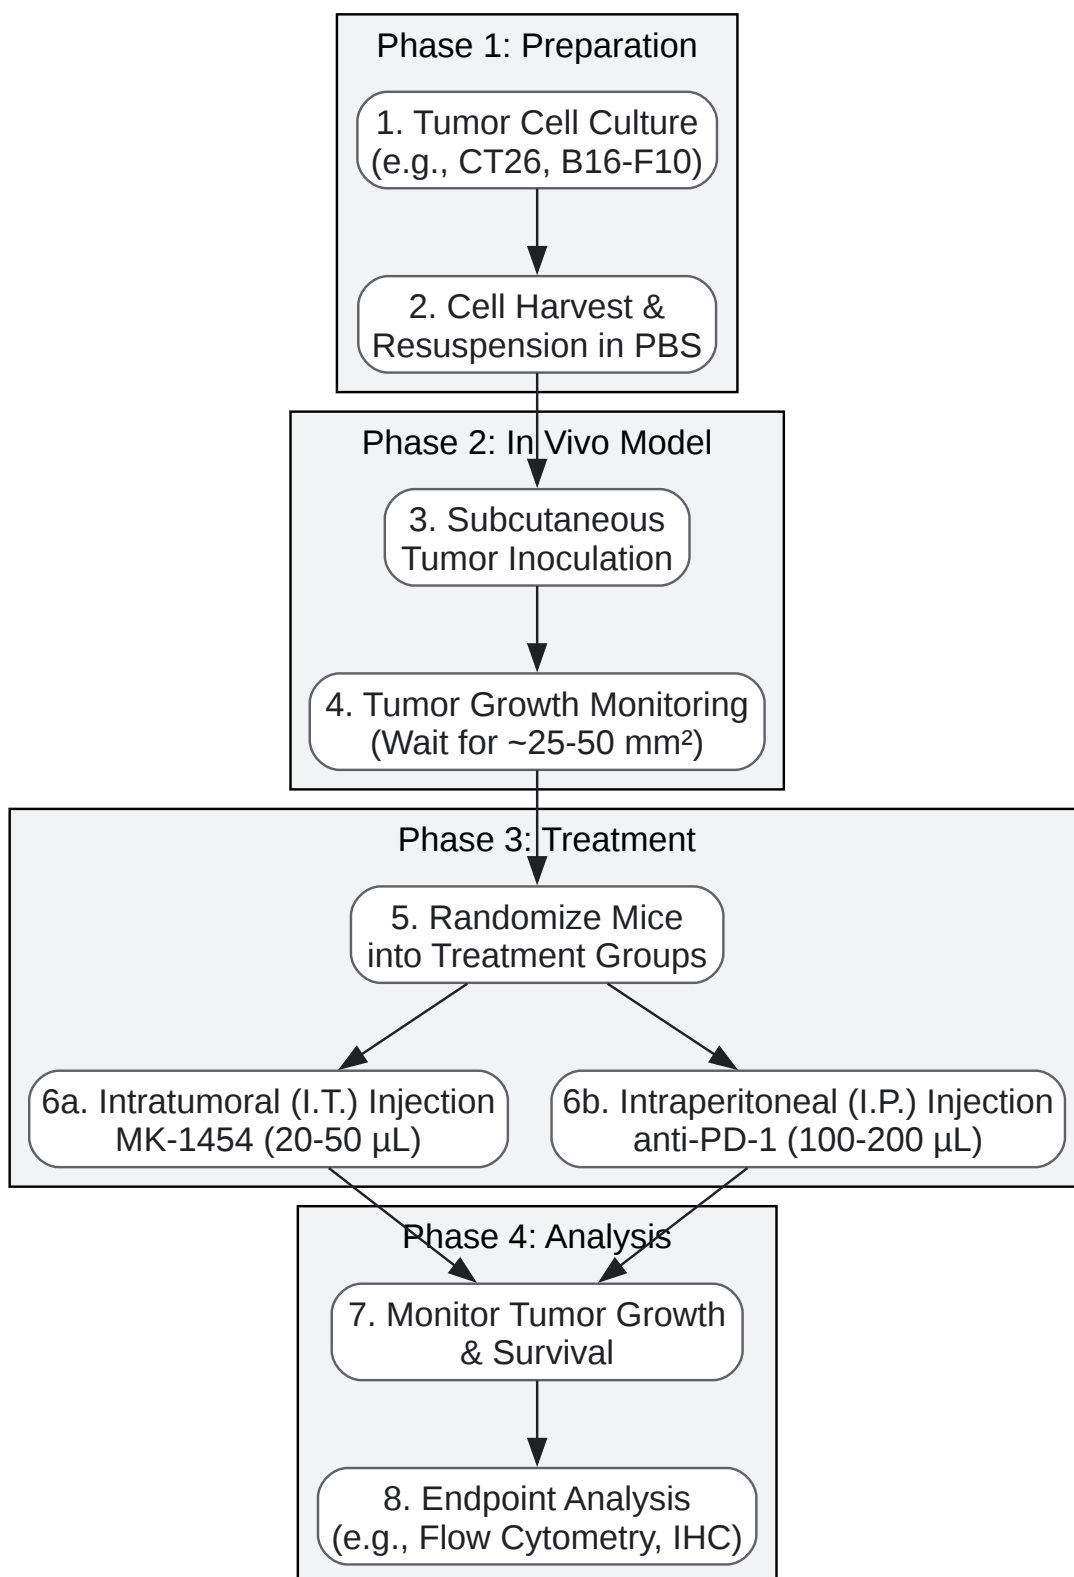 Phase 1: Preparation
1. Tumor Cell Culture
(e.g., CT26, B16-F10)
2. Cell Harvest &
Resuspension in PBS
Phase 2: In Vivo Model
3. Subcutaneous
Tumor Inoculation
4. Tumor Growth Monitoring
(Wait for ~25-50 mm²)
Phase 3: Treatment
5. Randomize Mice
into Treatment Groups
6a. Intratumoral (I.T.) Injection
MK-1454 (20-50 µL)
6b. Intraperitoneal (I.P.) Injection
anti-PD-1 (100-200 µL)
Phase 4: Analysis
7. Monitor Tumor Growth
& Survival
8. Endpoint Analysis
(e.g., Flow Cytometry, IHC)